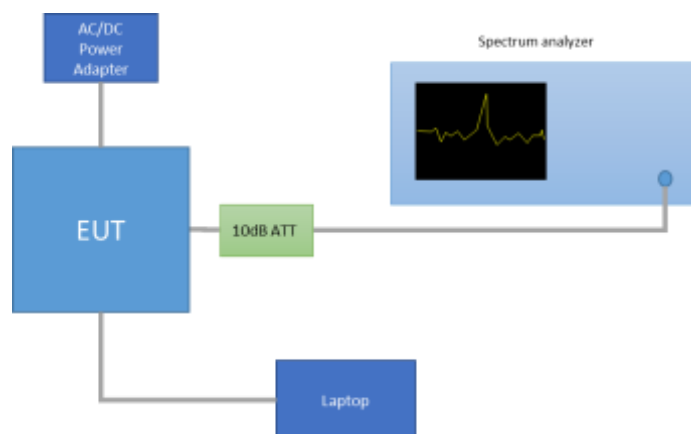 AC/DC
Power
Adapter
Spectrum analyzer
EUT
10dB ATT
Laptop